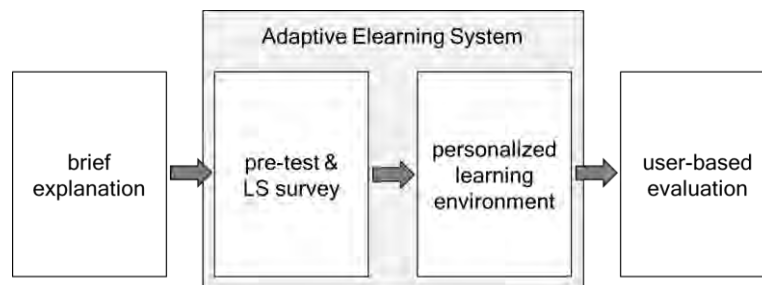 Adaptive Elearning System
brief
explanation
pre-test &
LS survey
personalized
learning
environment
user-based
evaluation